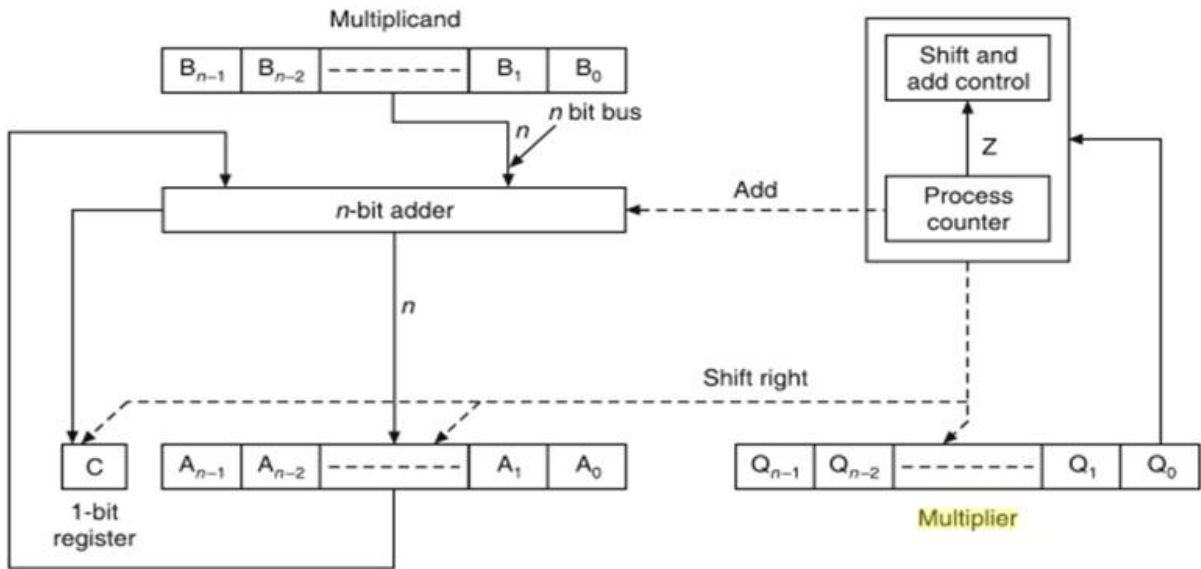 Multiplicand
Bₙ₋₁ Bₙ₋₂ B₁ B₀
n
n bit bus
Shift and
add control
Z
Process
counter
Add
n-bit adder
n
Shift right
C
Aₙ₋₁ Aₙ₋₂ A₁ A₀
Qₙ₋₁ Qₙ₋₂ Q₁ Q₀
1-bit
register
Multiplier